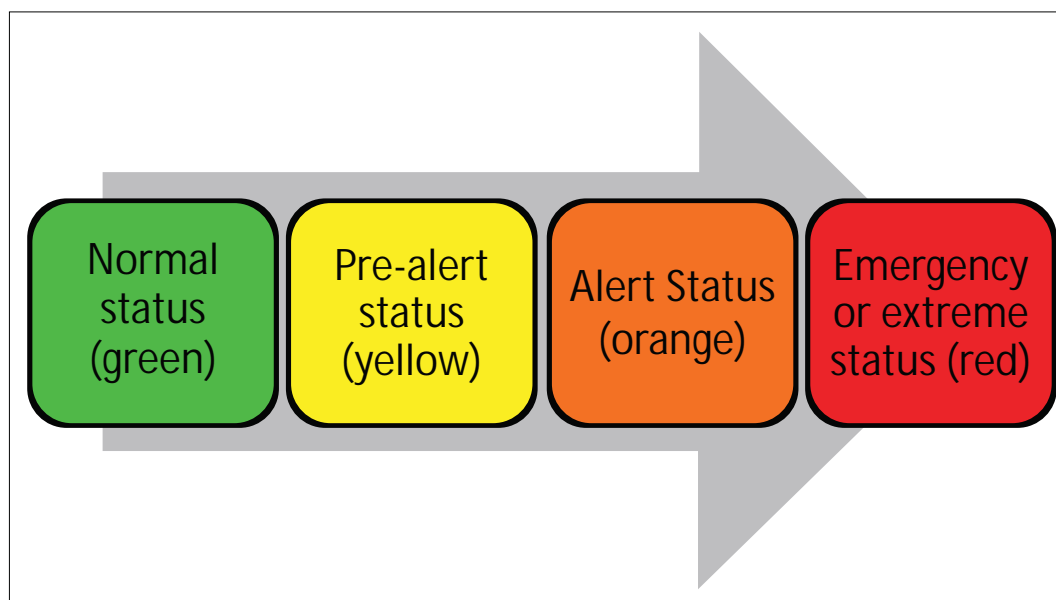 Normal
status
(green)
Pre-alert
status
(yellow)
Alert Status
(orange)
Emergency
or extreme
status (red)